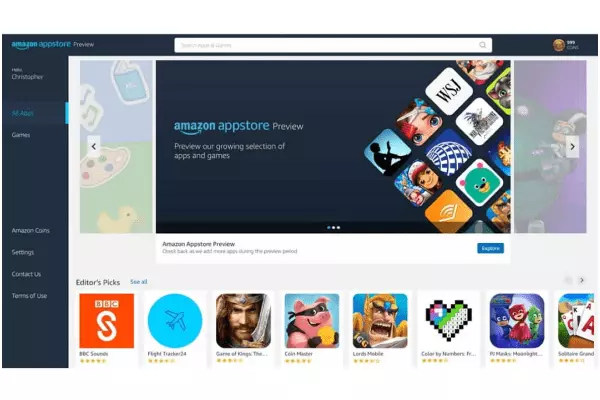 amazon appstore Preview
Search Apps & Games
599
COINS
Hello
Christopher
All Apps
Games
Amazon Coins
Settings
Contact Us
Terms of Use
amazon appstore Preview
Preview our growing selection of
apps and games
WSJ
Amazon Appstore Preview
Check back as we add more apps during this preview period
Explore
Editor's Picks
See all
BBC
S
IGG
BBC Sounds
Flight Tracker24
Game of Kings: The...
Coin Master
Lords Mobile
Color by Numbers: Fr...
PJ Masks: Moonlight...
Solitaire Grand